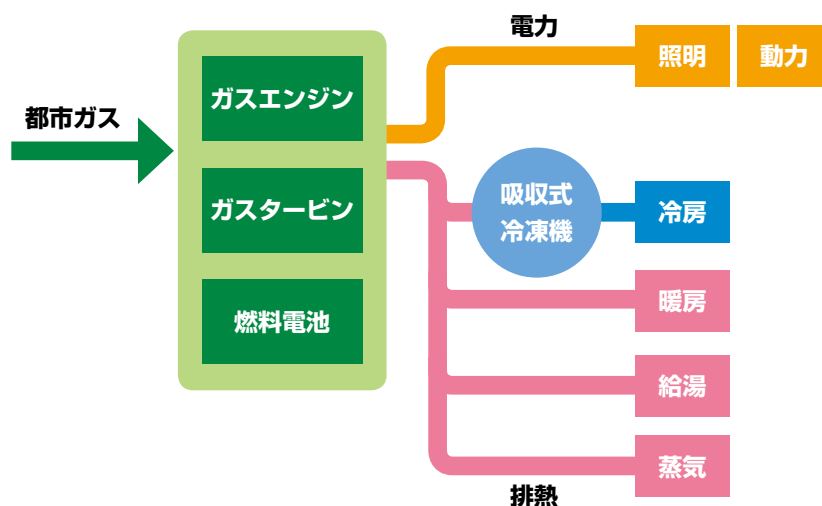 電力
照明
動力
都市ガス
ガスエンジン
ガスタービン
燃料電池
吸収式
冷凍機
冷房
暖房
給湯
蒸気
排熱